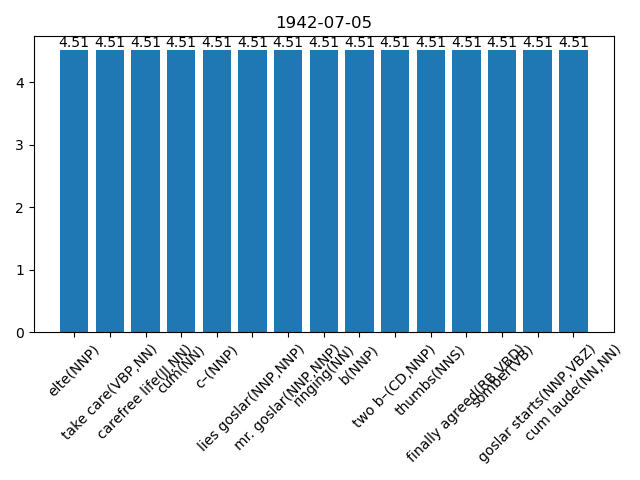 1942-07-05
4.51 4.51 4.51 4.51 4.51 4.51 4.51 4.51 4.51 4.51 4.51 4.51 4.51 4.51 4.51
4
3
2
1
0
elte(NNP)
take care(VBP,NN)
carefree life(JJ,NN)
cum(NN)
c–(NNP)
lies goslar(NNP,NNP)
mr. goslar(NNP,NNP)
ringing(NN)
b(NNP)
two b–(CD,NNP)
thumbs(NNS)
finally agreed(RB,VBD)
somber(VB)
goslar starts(NNP,VBZ)
cum laude(NN,NN)